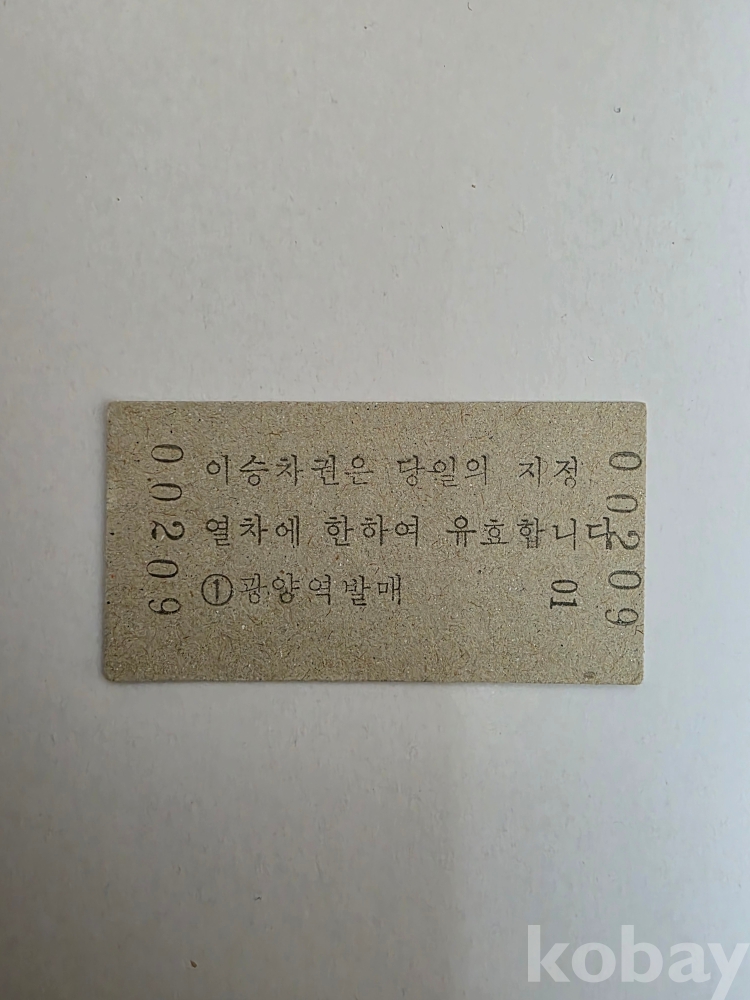 00209
이승차권은 당일의 지정
열차에 한하여 유효합니다
①광양역발매
01
00209
kobay